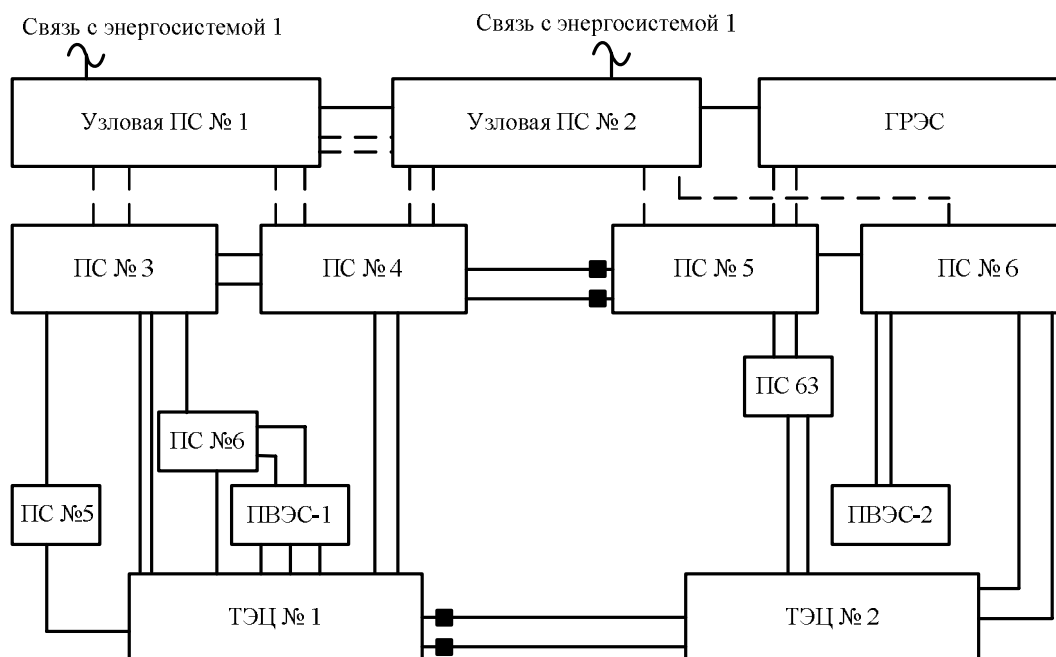 Связь с энергосистемой 1
Связь с энергосистемой 1
Узловая ПС № 1
Узловая ПС № 2
ГРЭС
ПС № 3
ПС № 4
ПС № 5
ПС № 6
ПС 63
ПС №6
ПС №5
ПВЭС-1
ПВЭС-2
ТЭЦ № 1
ТЭЦ № 2